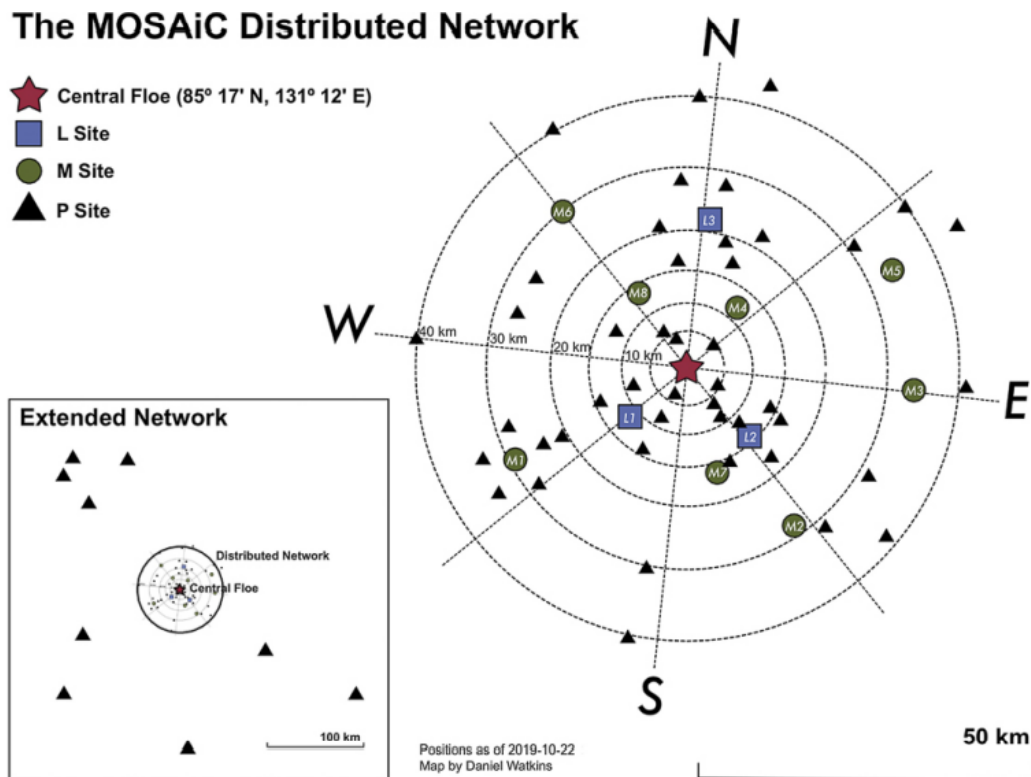 The MOSAiC Distributed Network
Central Floe (85º 17' N, 131º 12' E)
L Site
M Site
P Site
N
M6
L3
M5
M8
M4
W
40 km
30 km
20 km
10 km
M3
E
L1
L2
M1
M7
M2
S
Extended Network
Distributed Network
Central Floe
100 km
Positions as of 2019-10-22
Map by Daniel Watkins
50 km